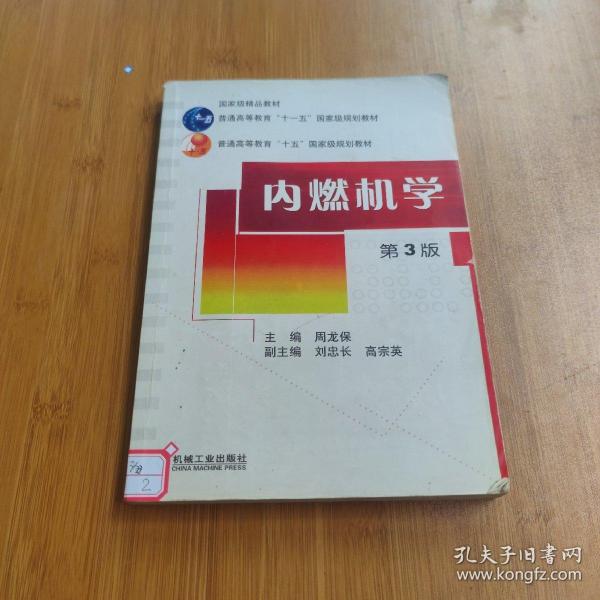 国家级精品教材
普通高等教育“十一五”国家级规划教材
普通高等教育“十五”国家级规划教材
内燃机学
第3版
主 编 周龙保
副主编 刘忠长 高宗英
机械工业出版社
CHINA MACHINE PRESS
2
孔夫子旧书网
www.kongfz.com